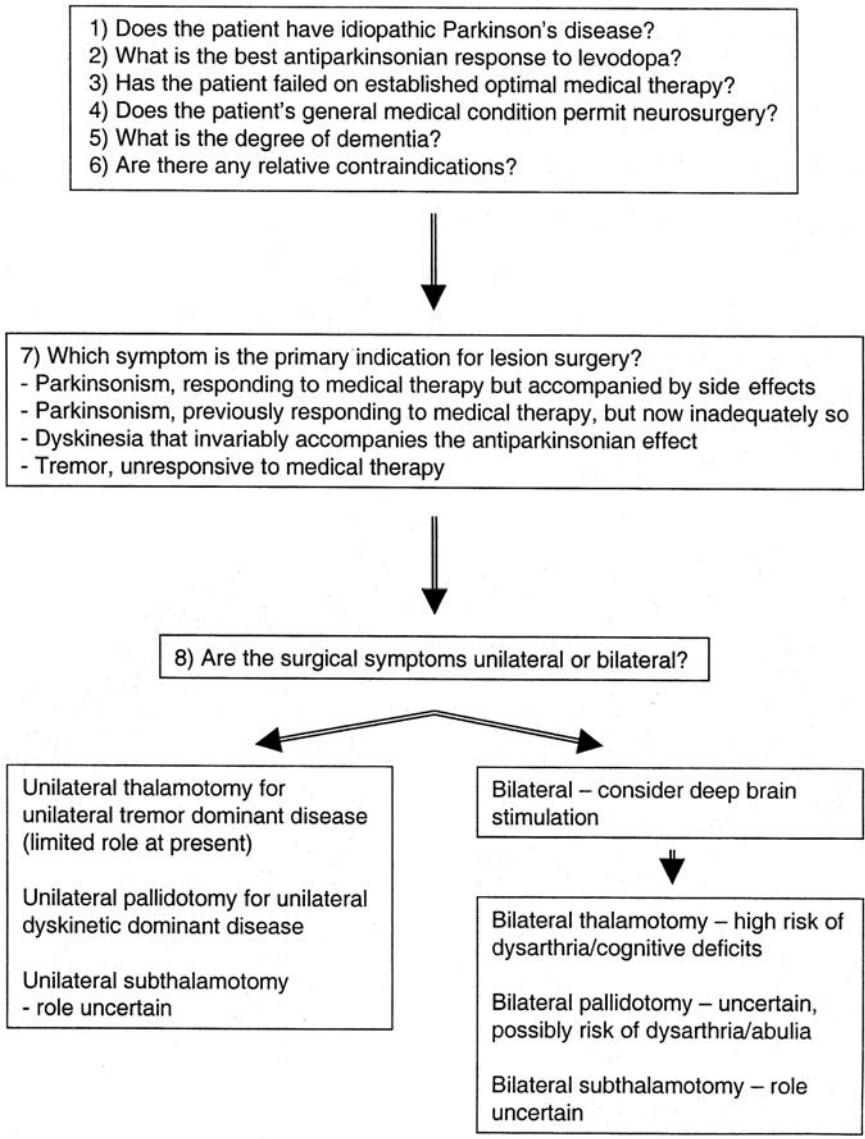 1) Does the patient have idiopathic Parkinson's disease?
2) What is the best antiparkinsonian response to levodopa?
3) Has the patient failed on established optimal medical therapy?
4) Does the patient's general medical condition permit neurosurgery?
5) What is the degree of dementia?
6) Are there any relative contraindications?
7) Which symptom is the primary indication for lesion surgery?
- Parkinsonism, responding to medical therapy but accompanied by side effects
- Parkinsonism, previously responding to medical therapy, but now inadequately so
- Dyskinesia that invariably accompanies the antiparkinsonian effect
- Tremor, unresponsive to medical therapy
8) Are the surgical symptoms unilateral or bilateral?
Unilateral thalamotomy for
unilateral tremor dominant disease
(limited role at present)
Unilateral pallidotomy for unilateral
dyskinetic dominant disease
Unilateral subthalamotomy
- role uncertain
Bilateral – consider deep brain
stimulation
Bilateral thalamotomy – high risk of
dysarthria/cognitive deficits
Bilateral pallidotomy – uncertain,
possibly risk of dysarthria/abulia
Bilateral subthalamotomy – role
uncertain